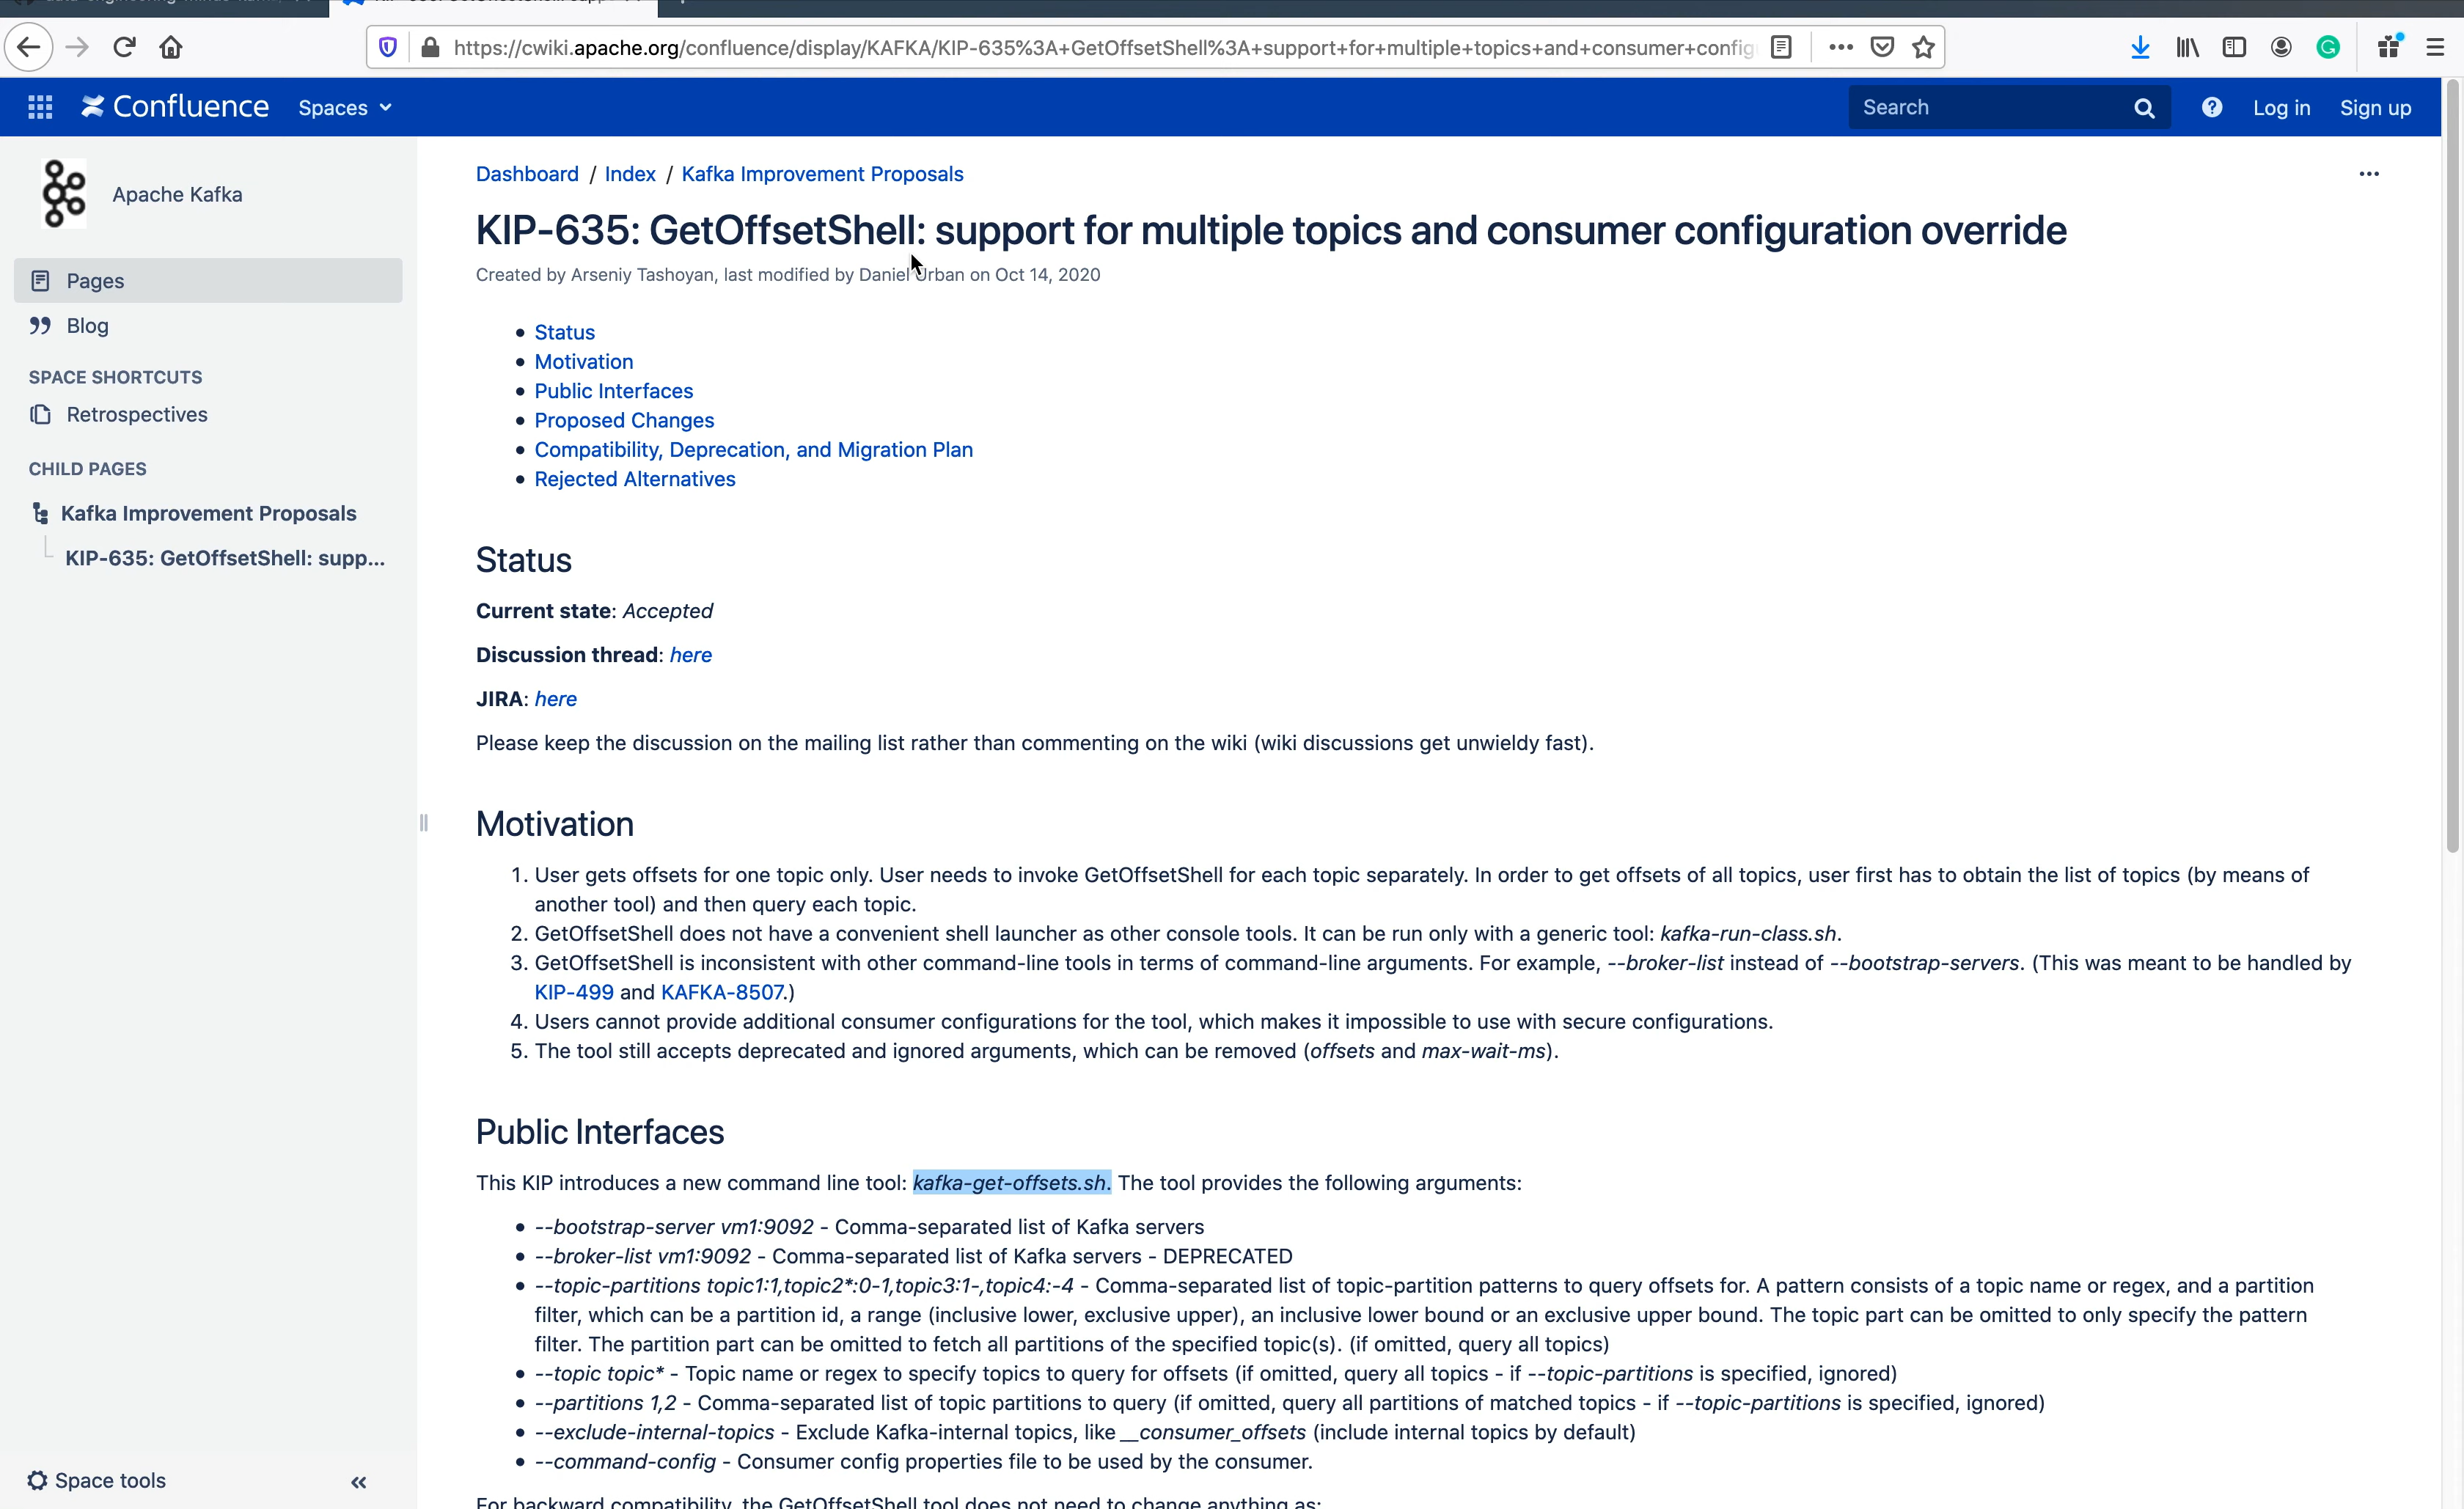 https://cwiki.apache.org/confluence/display/KAFKA/KIP-635%3A+GetOffsetShell%3A+support+for+multiple+topics+and+consumer+config
Confluence
Spaces
Search
Log in
Sign up
Apache Kafka
Pages
Blog
SPACE SHORTCUTS
Retrospectives
CHILD PAGES
Kafka Improvement Proposals
KIP-635: GetOffsetShell: supp...
Space tools
Dashboard / Index / Kafka Improvement Proposals
KIP-635: GetOffsetShell: support for multiple topics and consumer configuration override
Created by Arseniy Tashoyan, last modified by Daniel Urban on Oct 14, 2020
• Status
• Motivation
• Public Interfaces
• Proposed Changes
• Compatibility, Deprecation, and Migration Plan
• Rejected Alternatives
Status
Current state: Accepted
Discussion thread: here
JIRA: here
Please keep the discussion on the mailing list rather than commenting on the wiki (wiki discussions get unwieldy fast).
Motivation
1. User gets offsets for one topic only. User needs to invoke GetOffsetShell for each topic separately. In order to get offsets of all topics, user first has to obtain the list of topics (by means of
another tool) and then query each topic.
2. GetOffsetShell does not have a convenient shell launcher as other console tools. It can be run only with a generic tool: kafka-run-class.sh.
3. GetOffsetShell is inconsistent with other command-line tools in terms of command-line arguments. For example, --broker-list instead of --bootstrap-servers. (This was meant to be handled by
KIP-499 and KAFKA-8507.)
4. Users cannot provide additional consumer configurations for the tool, which makes it impossible to use with secure configurations.
5. The tool still accepts deprecated and ignored arguments, which can be removed (offsets and max-wait-ms).
Public Interfaces
This KIP introduces a new command line tool: kafka-get-offsets.sh. The tool provides the following arguments:
• --bootstrap-server vm1:9092 - Comma-separated list of Kafka servers
• --broker-list vm1:9092 - Comma-separated list of Kafka servers - DEPRECATED
• --topic-partitions topic1:1,topic2*:0-1,topic3:1-,topic4:-4 - Comma-separated list of topic-partition patterns to query offsets for. A pattern consists of a topic name or regex, and a partition
filter, which can be a partition id, a range (inclusive lower, exclusive upper), an inclusive lower bound or an exclusive upper bound. The topic part can be omitted to only specify the pattern
filter. The partition part can be omitted to fetch all partitions of the specified topic(s). (if omitted, query all topics)
• --topic topic* - Topic name or regex to specify topics to query for offsets (if omitted, query all topics - if --topic-partitions is specified, ignored)
• --partitions 1,2 - Comma-separated list of topic partitions to query (if omitted, query all partitions of matched topics - if --topic-partitions is specified, ignored)
• --exclude-internal-topics - Exclude Kafka-internal topics, like __consumer_offsets (include internal topics by default)
• --command-config - Consumer config properties file to be used by the consumer.
For backward compatibility, the GetOffsetShell tool does not need to change anything as: